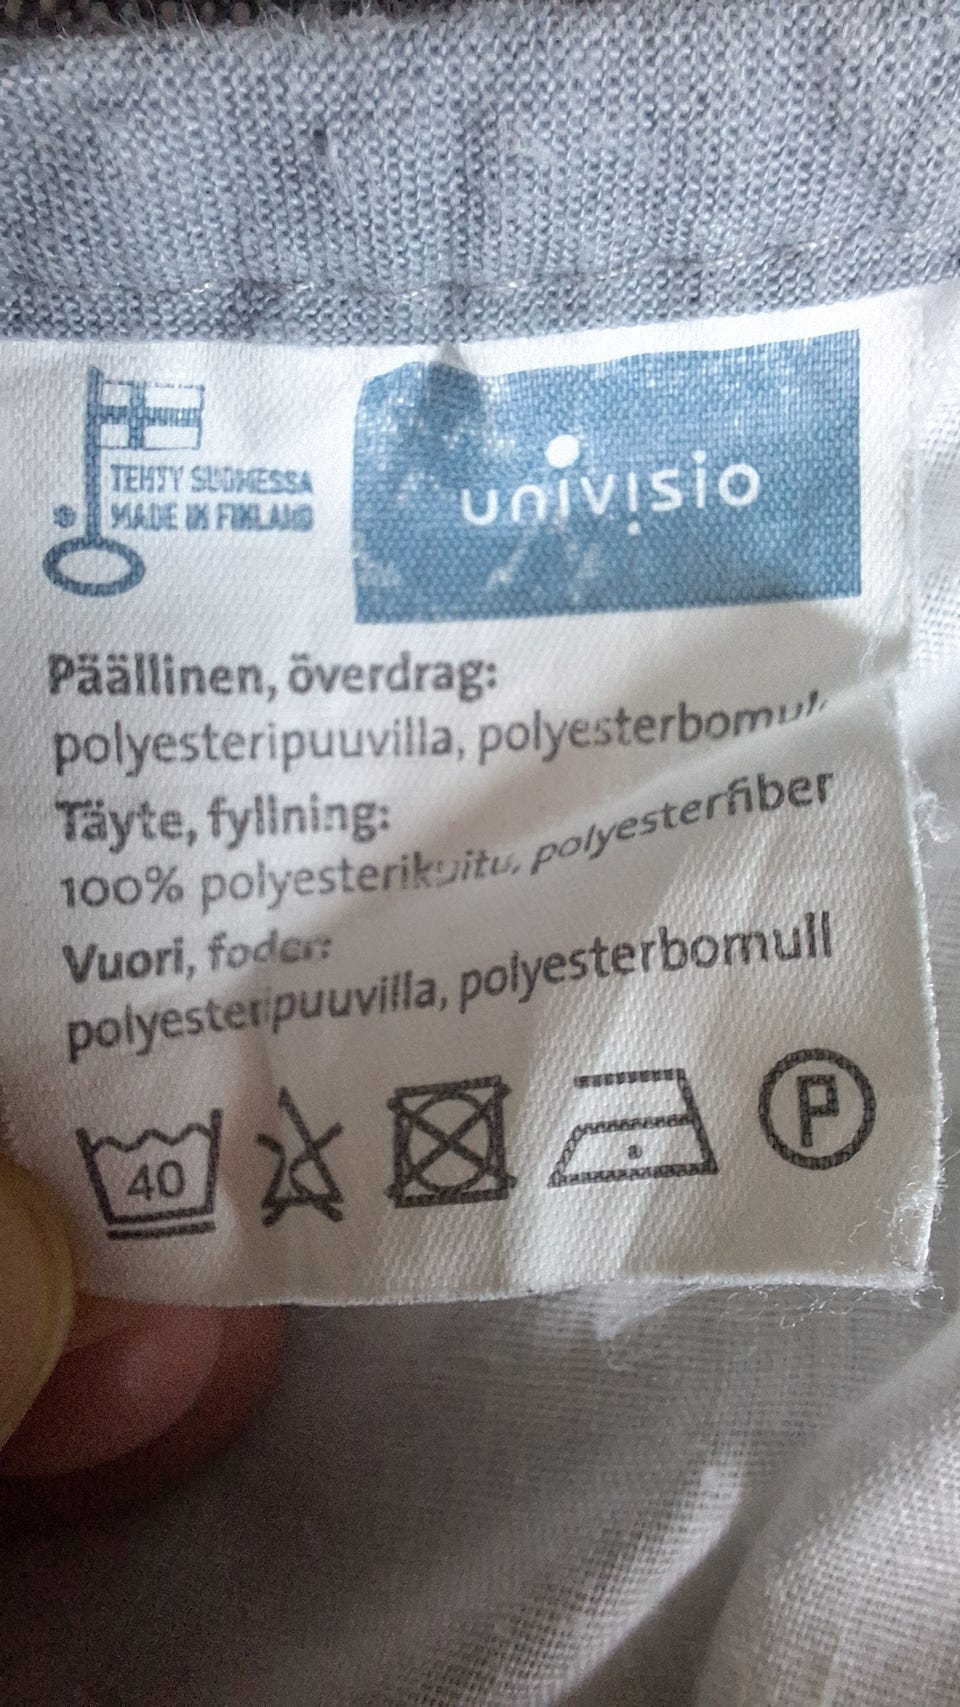 TEHTY SUOMESSA
MADE IN FINLAND
univisio
Päällinen, överdrag:
polyesteripuuvilla,
Täyte, fyllning:
100% polyesterikuitu, polyesterfiber
Vuori, foder:
polyesteripuuvilla, polyesterbomull
40
P